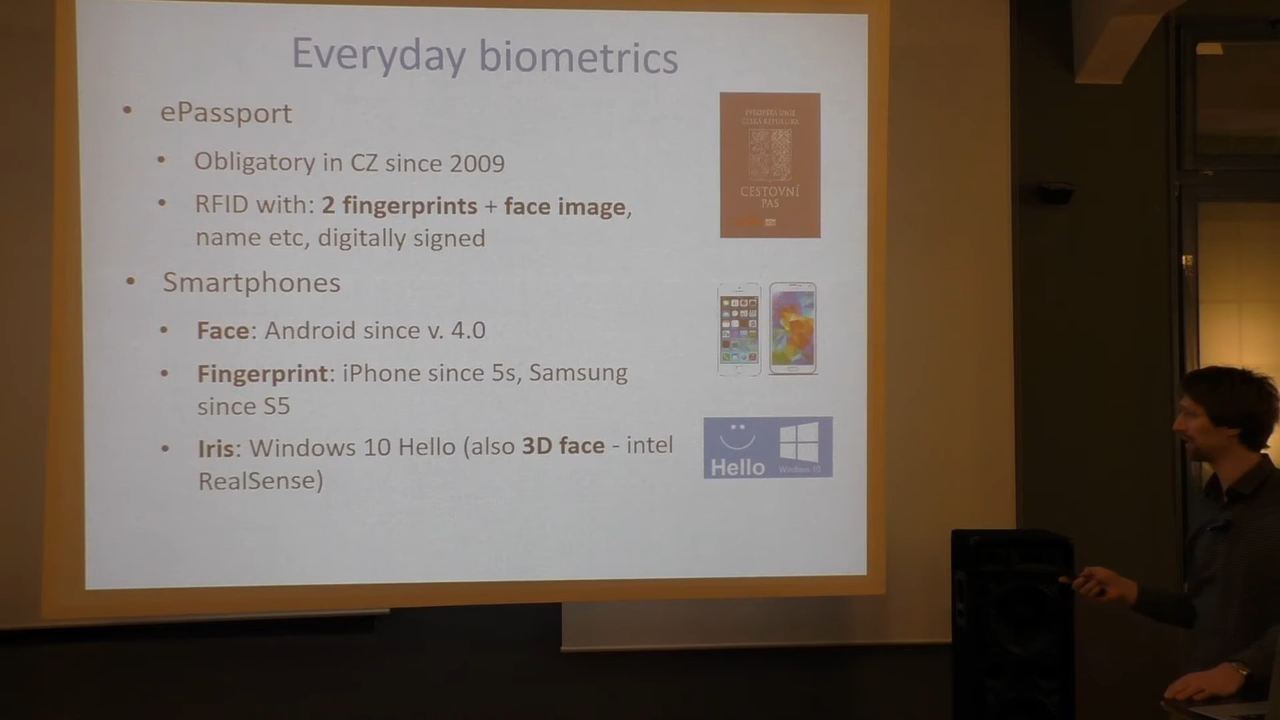 Everyday biometrics
• ePassport
• Obligatory in CZ since 2009
• RFID with: 2 fingerprints + face image,
name etc, digitally signed
• Smartphones
• Face: Android since v. 4.0
• Fingerprint: iPhone since 5s, Samsung
since S5
• Iris: Windows 10 Hello (also 3D face - intel
RealSense)
EVROPSKÁ UNIE
ČESKÁ REPUBLIKA
CESTOVNÍ
PAS
Hello
Windows 10